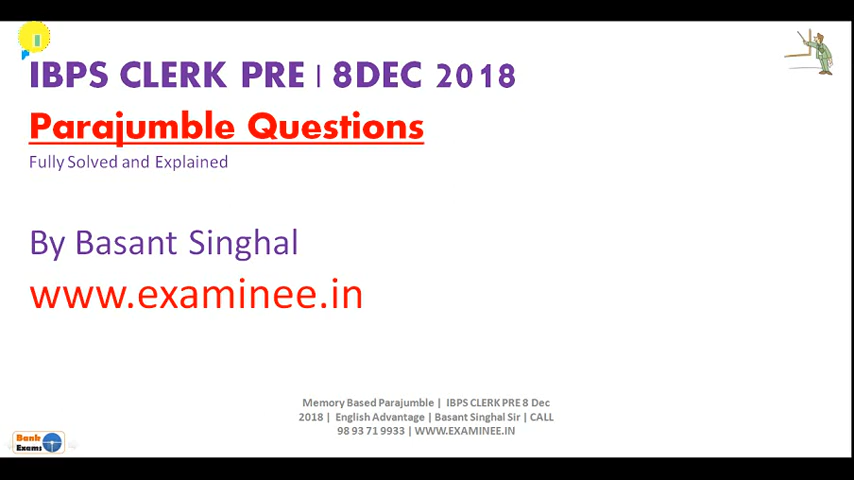 IBPS CLERK PRE | 8DEC 2018
Parajumble Questions
Fully Solved and Explained
By Basant Singhal
www.examinee.in
Memory Based Parajumble | IBPS CLERK PRE 8 Dec
2018 | English Advantage | Basant Singhal Sir | CALL
98 93 71 9933 | WWW.EXAMINEE.IN
Bank
Exams